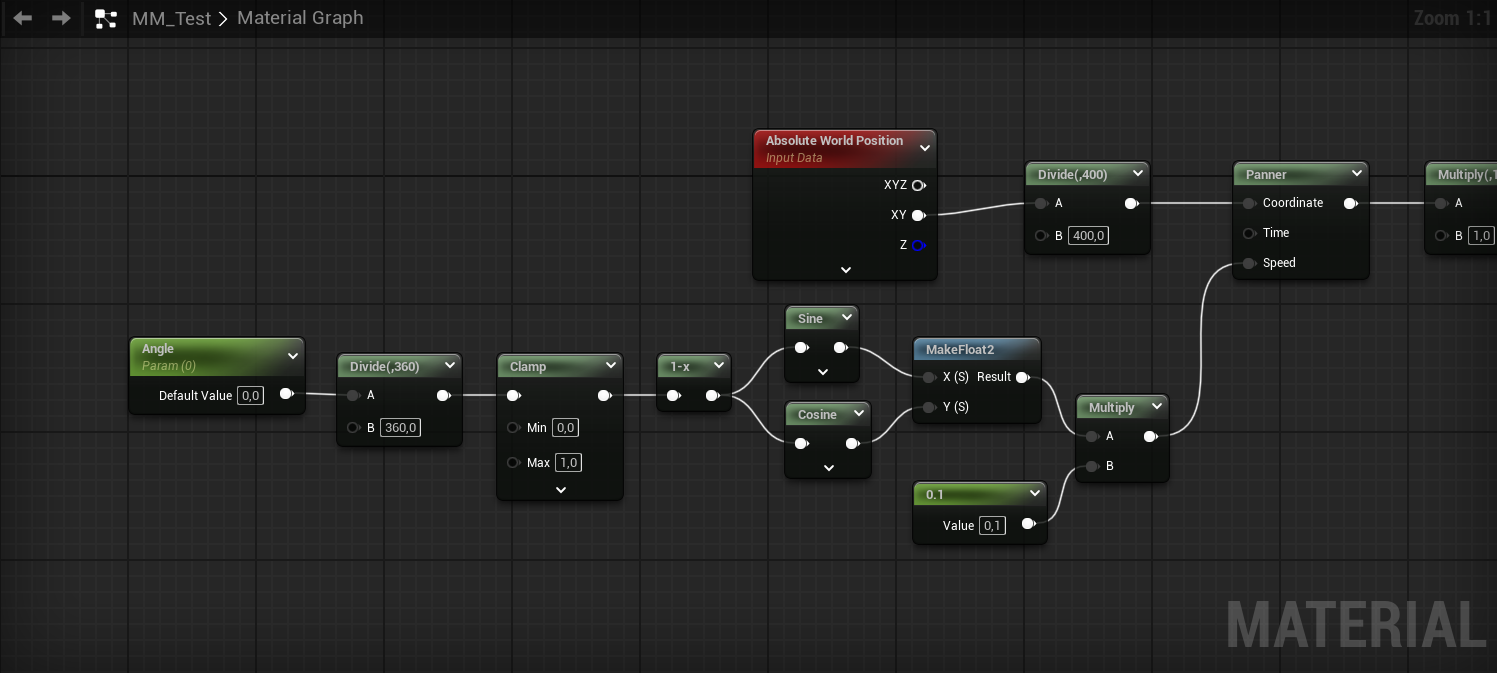 MM_Test > Material Graph
Zoom 1:1
Absolute World Position
Input Data
XYZ
XY
Z
Divide(,400)
A
B 400,0
Panner
Coordinate
Time
Speed
Multiply(,1
A
B 1,0
Angle
Param (0)
Default Value 0,0
Divide(,360)
A
B 360,0
Clamp
Min 0,0
Max 1,0
1-x
Sine
Cosine
MakeFloat2
X (S) Result
Y (S)
Multiply
A
B
0.1
Value 0,1
MATERIAL